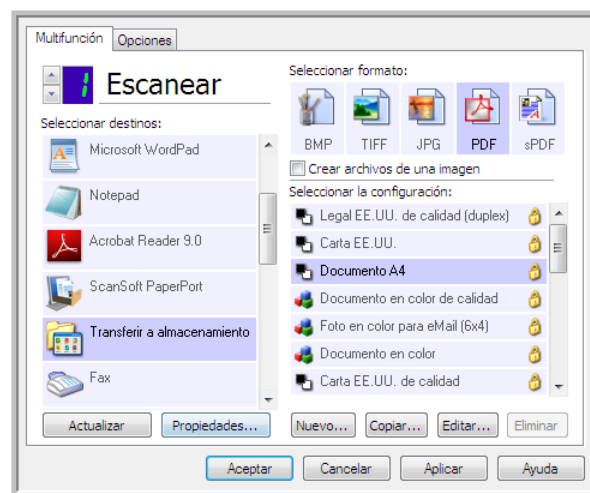 Multifunción Opciones
1 Escanear
Seleccionar destinos:
Microsoft WordPad
Notepad
Acrobat Reader 9.0
ScanSoft PaperPort
Transferir a almacenamiento
Fax
Actualizar Propiedades...
Seleccionar formato:
BMP TIFF JPG PDF sPDF
Crear archivos de una imagen
Seleccionar la configuración:
Legal EE.UU. de calidad (duplex)
Carta EE.UU.
Documento A4
Documento en color de calidad
Foto en color para eMail (6x4)
Documento en color
Carta EE.UU. de calidad
Nuevo... Copiar... Editar... Eliminar
Aceptar Cancelar Aplicar Ayuda